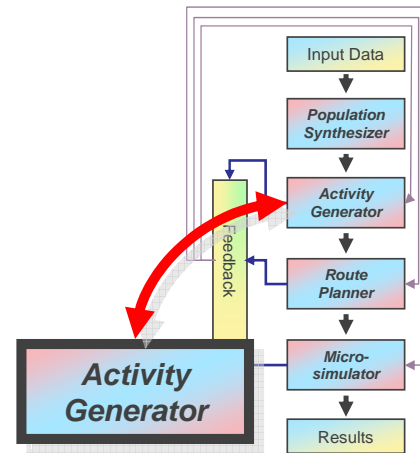 Input Data
Population
Synthesizer
Activity
Generator
Feedback
Route
Planner
Micro-
simulator
Activity
Generator
Results